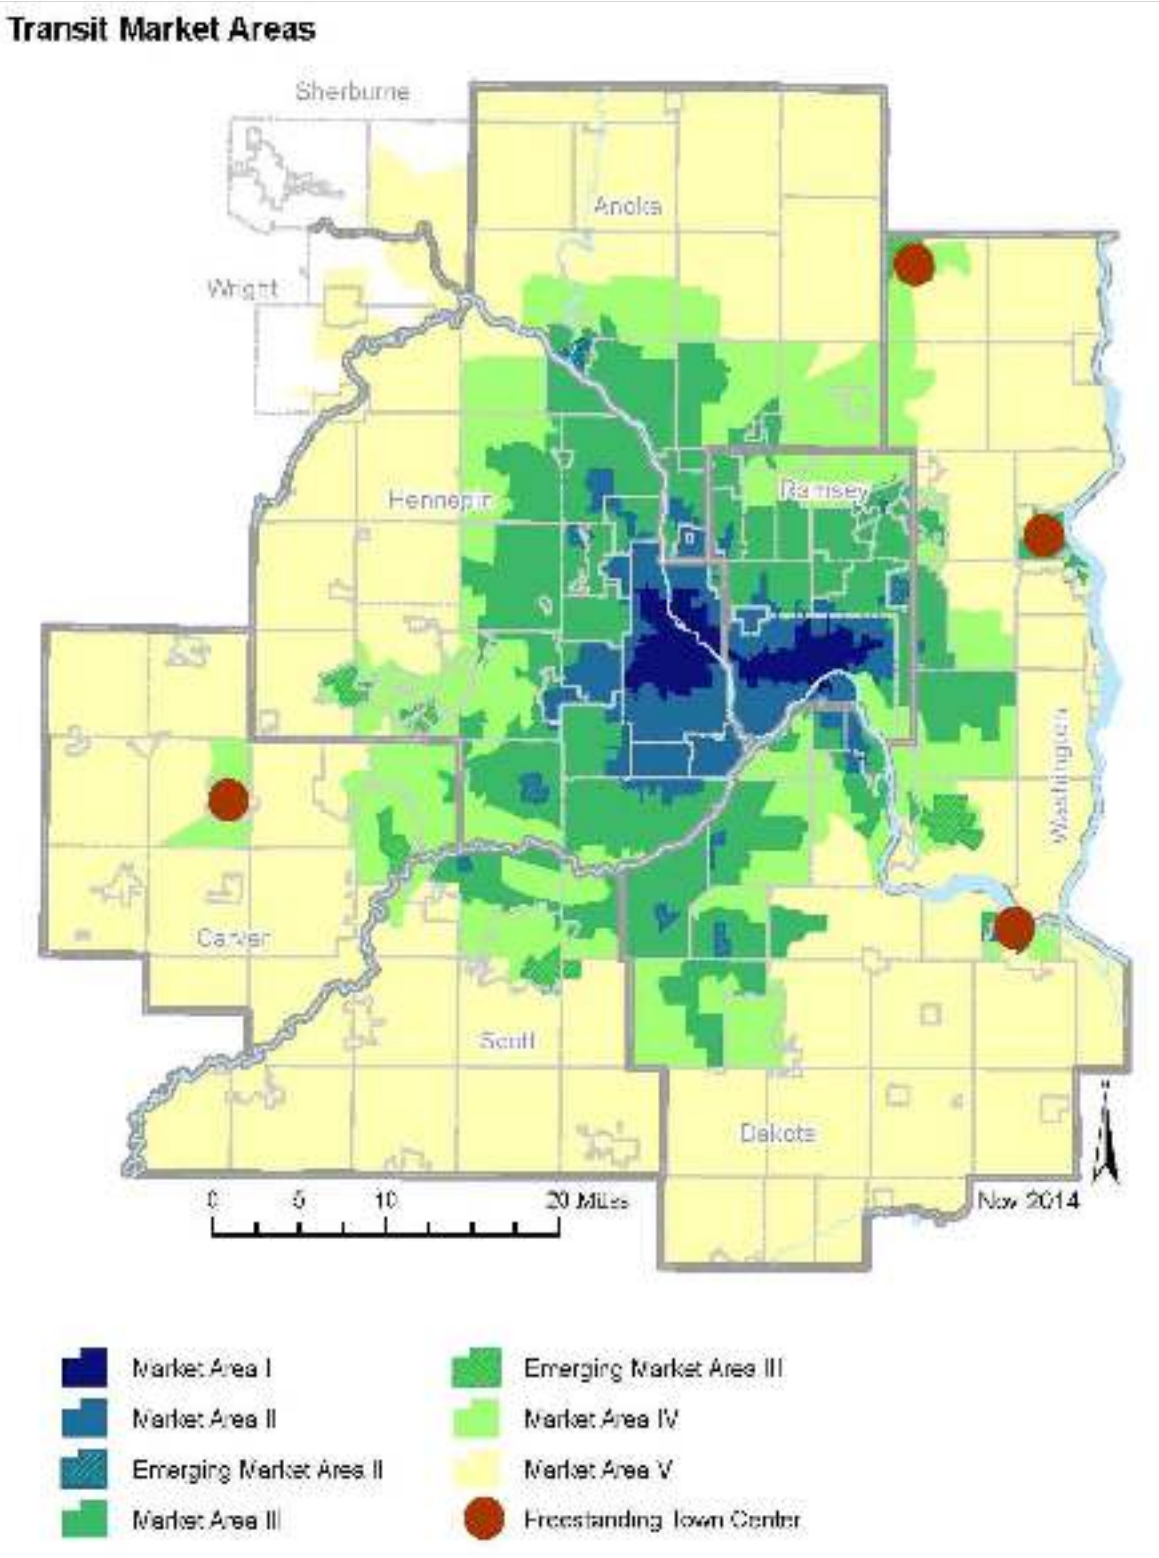 Transit Market Areas
Sherburne
Anoka
Wright
Ramsey
Hennepin
Washington
Carver
Scott
Dakota
0 5 10 20 Miles
Nov 2014
Market Area I
Market Area II
Emerging Market Area II
Market Area III
Emerging Market Area III
Market Area IV
Market Area V
Freestanding Town Center